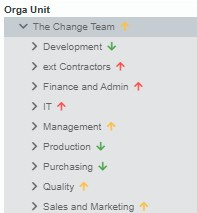 Orga Unit
The Change Team
Development
ext Contractors
Finance and Admin
IT
Management
Production
Purchasing
Quality
Sales and Marketing